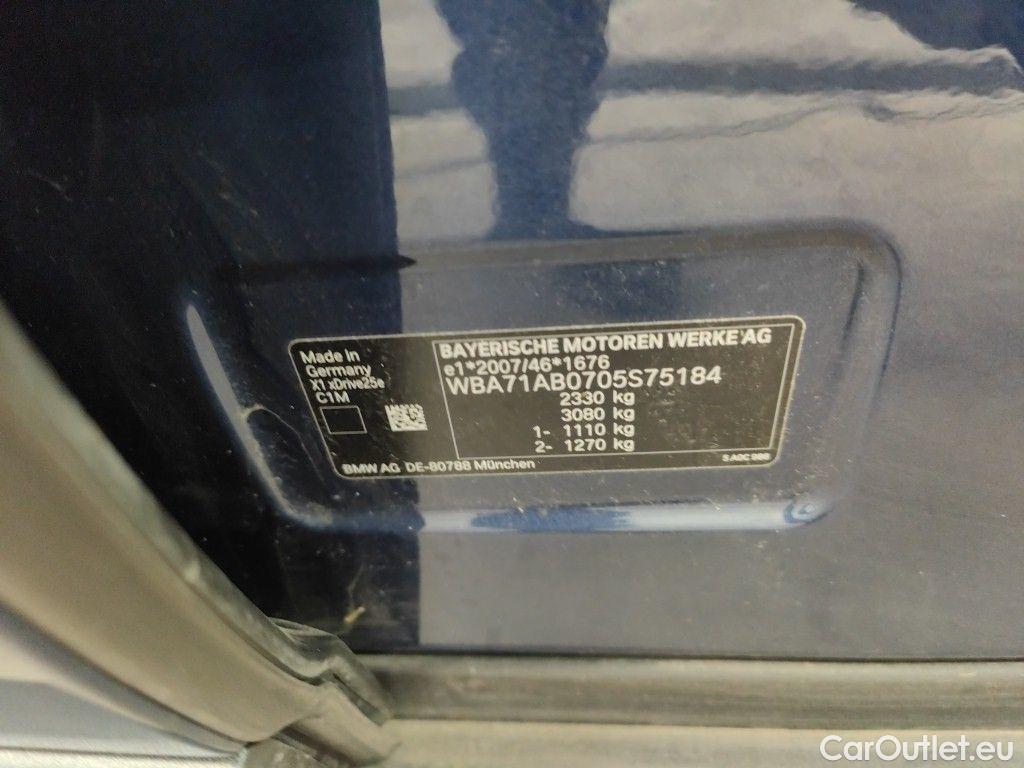 Made in
Germany
X1 xDrive25e
C1M
BAYERISCHE MOTOREN WERKE AG
e1*2007/46*1676
WBA71AB0705S75184
2330 kg
3080 kg
1- 1110 kg
2- 1270 kg
BMW AG DE-80788 München
CarOutlet.eu